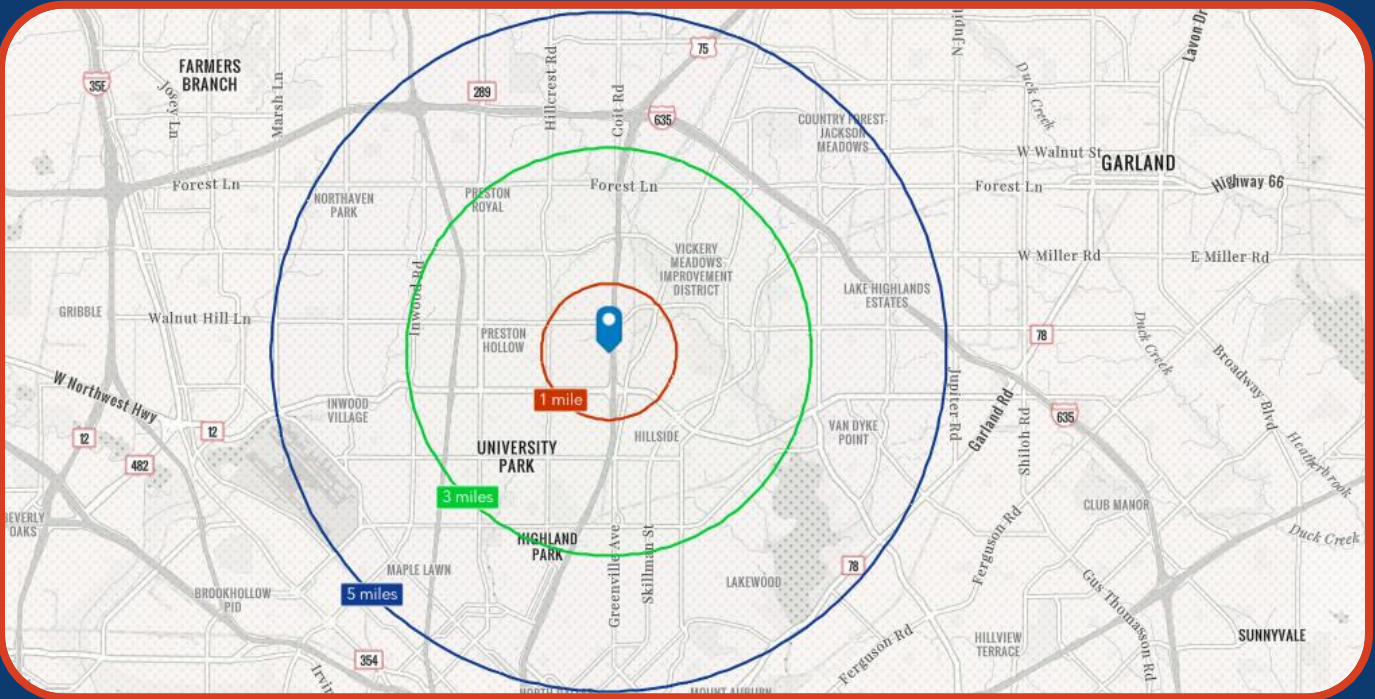 FARMERS
BRANCH
35E
Josey Ln
Marsh Ln
289
Hillcrest Rd
Coit Rd
75
635
COUNTRY FOREST-
JACKSON
MEADOWS
N Jupiter
Duck Creek
Lavon Dr
W Walnut St
GARLAND
Highway 66
Forest Ln
NORTHAVEN
PARK
PRESTON
ROYAL
Forest Ln
Forest Ln
VICKERY
MEADOWS
IMPROVEMENT
DISTRICT
W Miller Rd
E Miller Rd
Inwood Rd
LAKE HIGHLANDS
ESTATES
GRIBBLE
Walnut Hill Ln
PRESTON
HOLLOW
78
Duck Creek
W Northwest Hwy
1 mile
INWOOD
VILLAGE
Jupiter Rd
Garland Rd
Shiloh Rd
635
Broadway Blvd
12
12
482
UNIVERSITY
PARK
HILLSIDE
VAN DYKE
POINT
Heatherbrook
3 miles
CLUB MANOR
BEVERLY
OAKS
HIGHLAND
PARK
Greenville Ave
Skillman St
Ferguson Rd
Duck Creek
MAPLE LAWN
78
LAKEWOOD
BROOKHOLLOW
PID
5 miles
Gus Thomasson Rd
354
Ferguson Rd
HILLVIEW
TERRACE
SUNNYVALE
MOUNT AUBURN